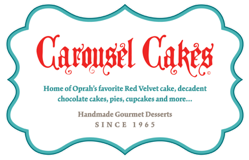 Carousel Cakes
Home of Oprah's favorite Red Velvet cake, decadent
chocolate cakes, pies, cupcakes and more...
Handmade Gourmet Desserts
SINCE 1965